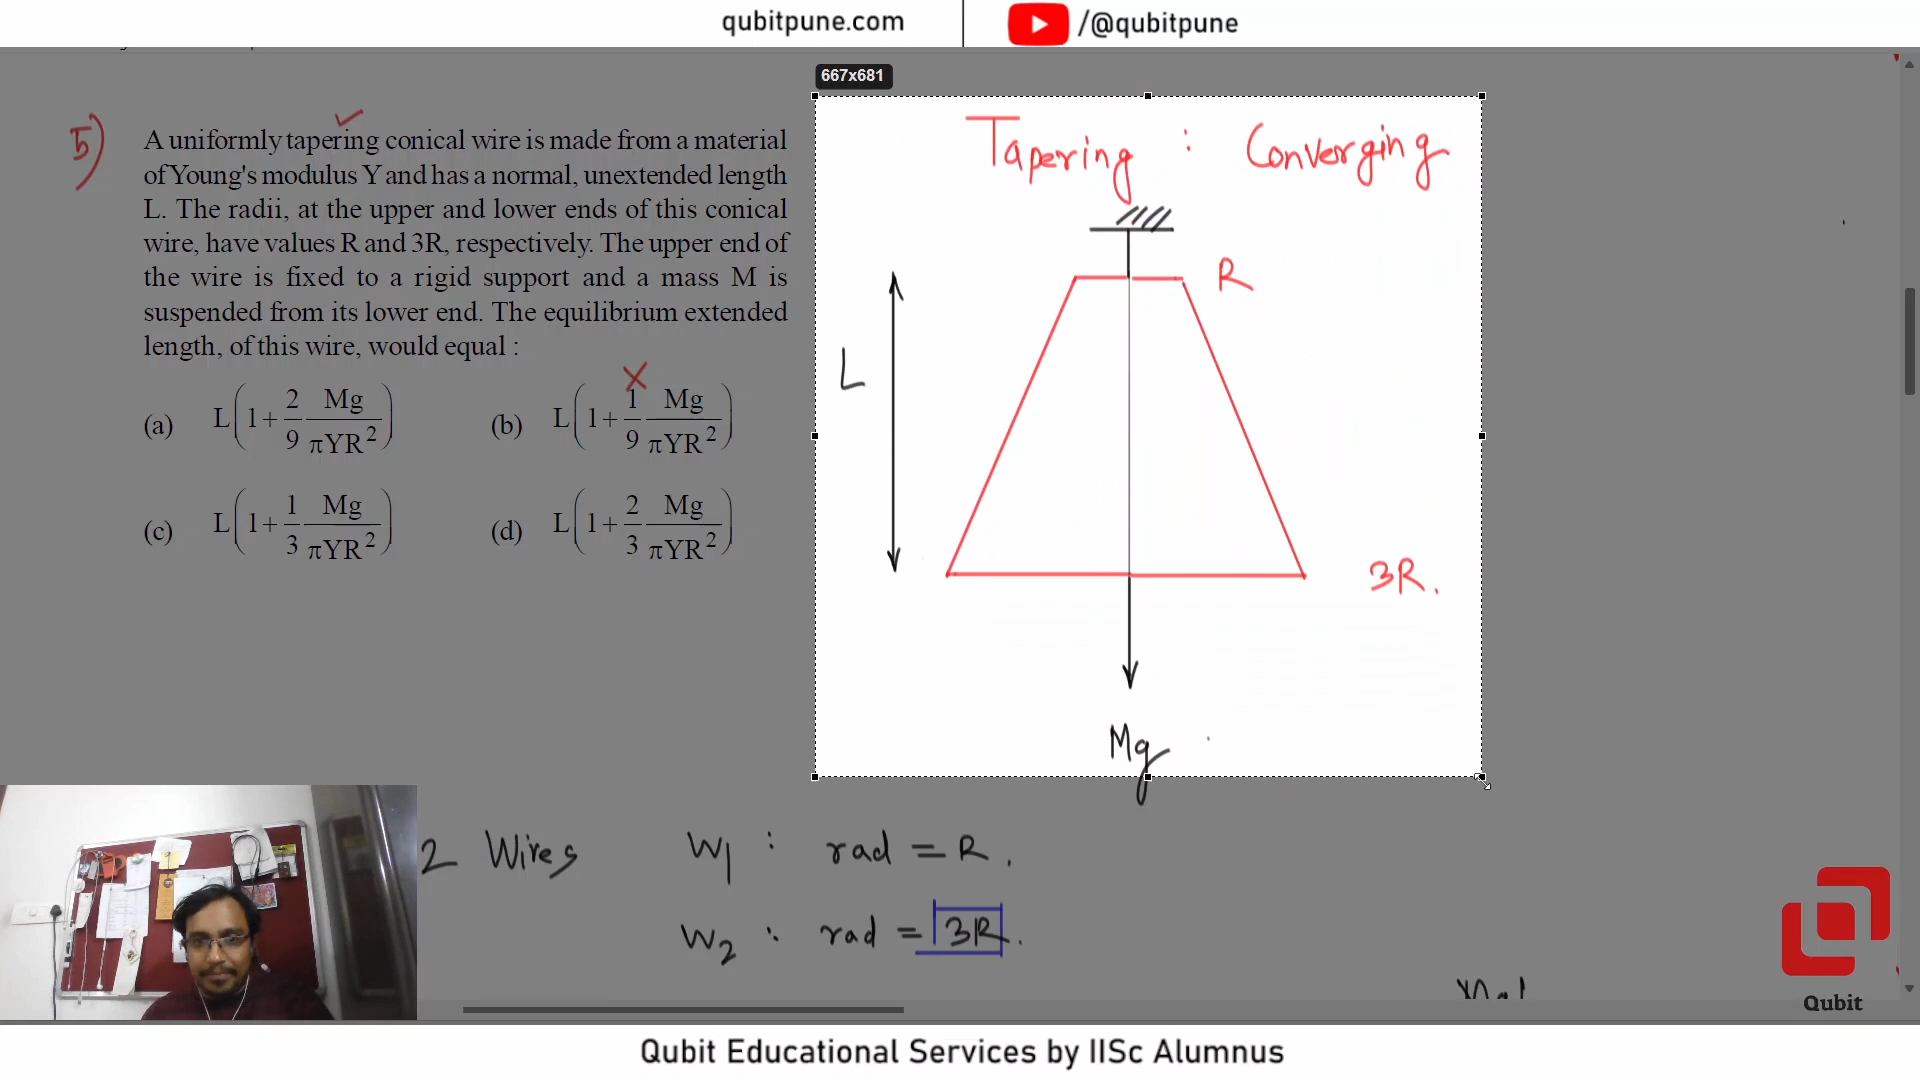 qubitpune.com
/@qubitpune
667x681
5)
A uniformly tapering conical wire is made from a material
of Young's modulus Y and has a normal, unextended length
L. The radii, at the upper and lower ends of this conical
wire, have values R and 3R, respectively. The upper end of
the wire is fixed to a rigid support and a mass M is
suspended from its lower end. The equilibrium extended
length, of this wire, would equal :
(a) L(1+ 2/9 Mg/πYR²) (b) L(1+ 1/9 Mg/πYR²)
(c) L(1+ 1/3 Mg/πYR²) (d) L(1+ 2/3 Mg/πYR²)
Tapering : Converging
R
L
3R.
Mg
2 Wires W1 : rad = R.
W2 : rad = 3R.
Qubit
Qubit Educational Services by IISc Alumnus